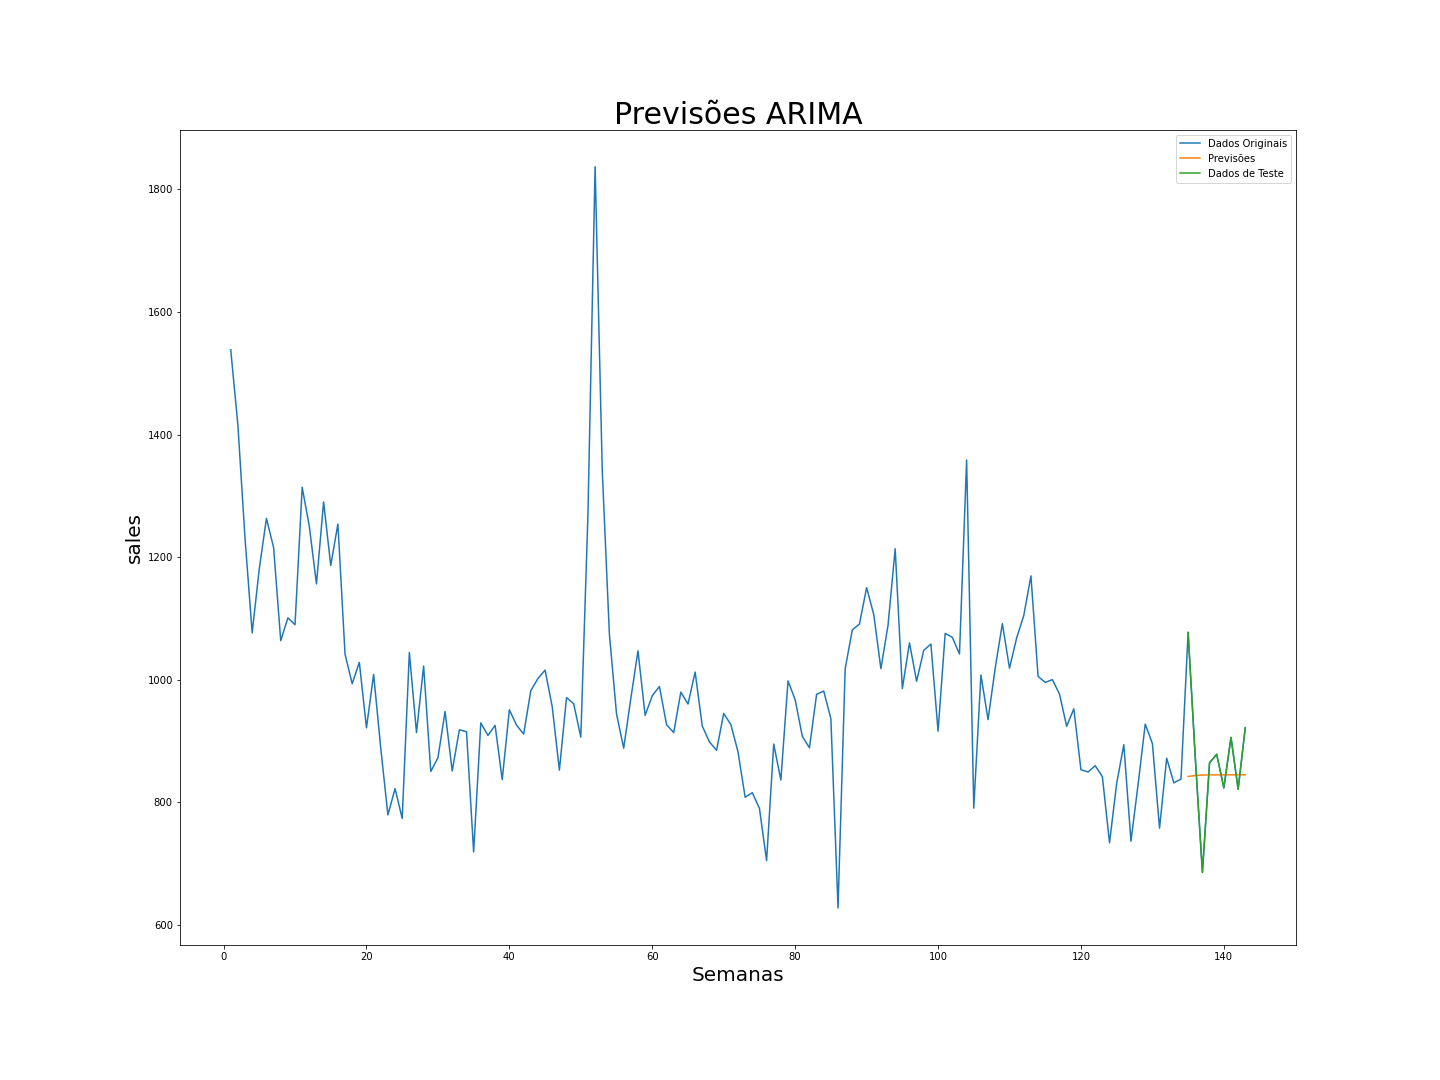 Previsões ARIMA
Dados Originais
Previsões
Dados de Teste
sales
1800
1600
1400
1200
1000
800
600
0 20 40 60 80 100 120 140
Semanas